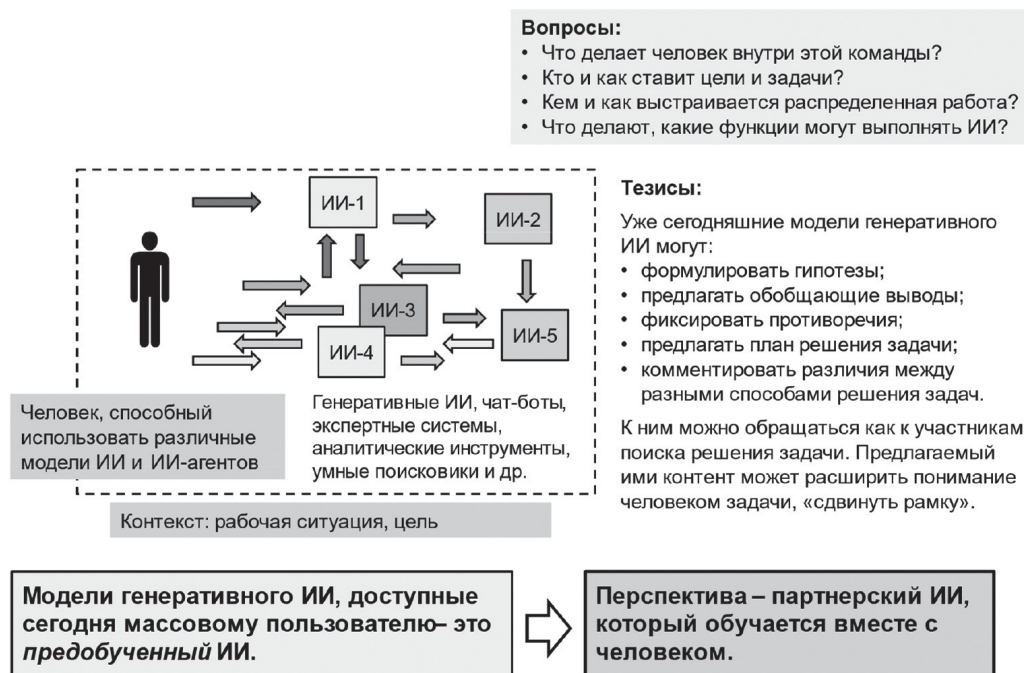 Вопросы:
• Что делает человек внутри этой команды?
• Кто и как ставит цели и задачи?
• Кем и как выстраивается распределенная работа?
• Что делают, какие функции могут выполнять ИИ?
ИИ-1
ИИ-2
ИИ-3
ИИ-4
ИИ-5
Человек, способный
использовать различные
модели ИИ и ИИ-агентов
Генеративные ИИ, чат-боты,
экспертные системы,
аналитические инструменты,
умные поисковики и др.
Контекст: рабочая ситуация, цель
Тезисы:
Уже сегодняшние модели генеративного
ИИ могут:
• формулировать гипотезы;
• предлагать обобщающие выводы;
• фиксировать противоречия;
• предлагать план решения задачи;
• комментировать различия между
разными способами решения задач.
К ним можно обращаться как к участникам
поиска решения задачи. Предлагаемый
ими контент может расширить понимание
человеком задачи, «сдвинуть рамку».
Модели генеративного ИИ, доступные
сегодня массовому пользователю– это
предобученный ИИ.
Перспектива – партнерский ИИ,
который обучается вместе с
человеком.